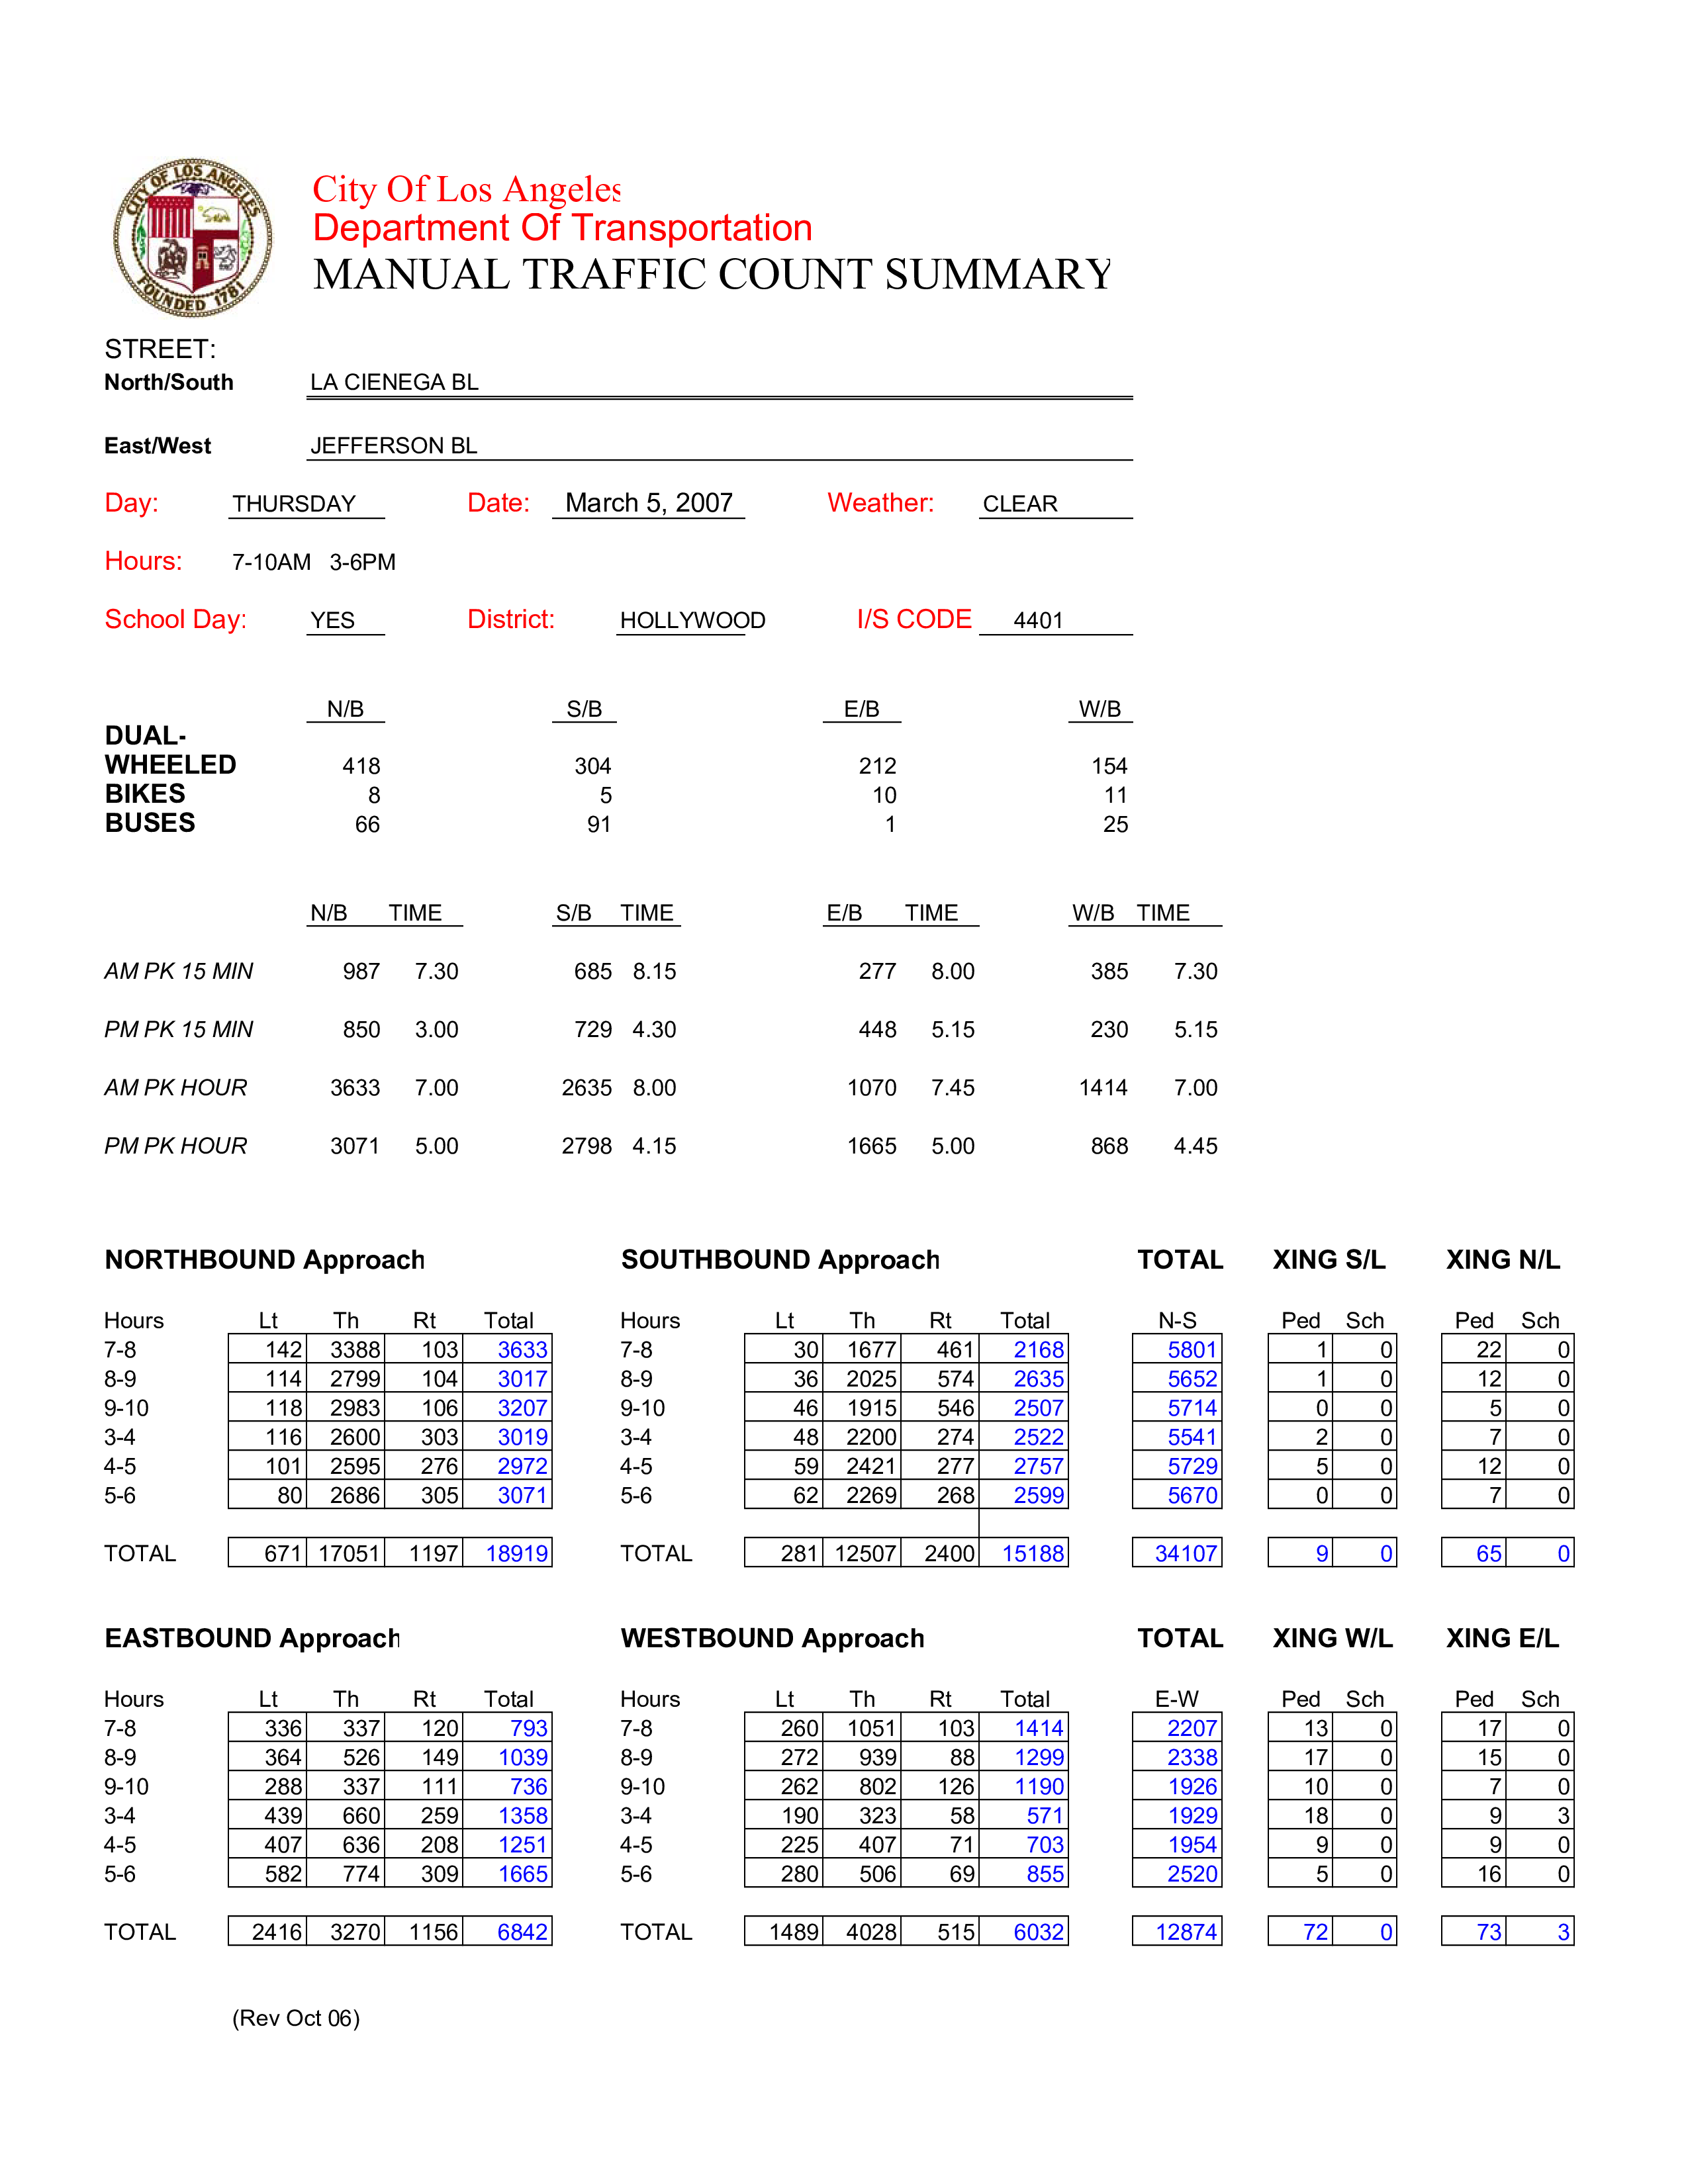 CITY OF LOS ANGELES
FOUNDED 1781
City Of Los Angeles
Department Of Transportation
MANUAL TRAFFIC COUNT SUMMARY
STREET:
North/South LA CIENEGA BL
East/West JEFFERSON BL
Day: THURSDAY Date: March 5, 2007 Weather: CLEAR
Hours: 7-10AM 3-6PM
School Day: YES District: HOLLYWOOD I/S CODE 4401
N/B S/B E/B W/B
DUAL-
WHEELED 418 304 212 154
BIKES 8 5 10 11
BUSES 66 91 1 25
N/B TIME S/B TIME E/B TIME W/B TIME
AM PK 15 MIN 987 7.30 685 8.15 277 8.00 385 7.30
PM PK 15 MIN 850 3.00 729 4.30 448 5.15 230 5.15
AM PK HOUR 3633 7.00 2635 8.00 1070 7.45 1414 7.00
PM PK HOUR 3071 5.00 2798 4.15 1665 5.00 868 4.45
NORTHBOUND Approach SOUTHBOUND Approach TOTAL XING S/L XING N/L
Hours Lt Th Rt Total Hours Lt Th Rt Total N-S Ped Sch Ped Sch
7-8 142 3388 103 3633 7-8 30 1677 461 2168 5801 1 0 22 0
8-9 114 2799 104 3017 8-9 36 2025 574 2635 5652 1 0 12 0
9-10 118 2983 106 3207 9-10 46 1915 546 2507 5714 0 0 5 0
3-4 116 2600 303 3019 3-4 48 2200 274 2522 5541 2 0 7 0
4-5 101 2595 276 2972 4-5 59 2421 277 2757 5729 5 0 12 0
5-6 80 2686 305 3071 5-6 62 2269 268 2599 5670 0 0 7 0
TOTAL 671 17051 1197 18919 TOTAL 281 12507 2400 15188 34107 9 0 65 0
EASTBOUND Approach WESTBOUND Approach TOTAL XING W/L XING E/L
Hours Lt Th Rt Total Hours Lt Th Rt Total E-W Ped Sch Ped Sch
7-8 336 337 120 793 7-8 260 1051 103 1414 2207 13 0 17 0
8-9 364 526 149 1039 8-9 272 939 88 1299 2338 17 0 15 0
9-10 288 337 111 736 9-10 262 802 126 1190 1926 10 0 7 0
3-4 439 660 259 1358 3-4 190 323 58 571 1929 18 0 9 3
4-5 407 636 208 1251 4-5 225 407 71 703 1954 9 0 9 0
5-6 582 774 309 1665 5-6 280 506 69 855 2520 5 0 16 0
TOTAL 2416 3270 1156 6842 TOTAL 1489 4028 515 6032 12874 72 0 73 3
(Rev Oct 06)